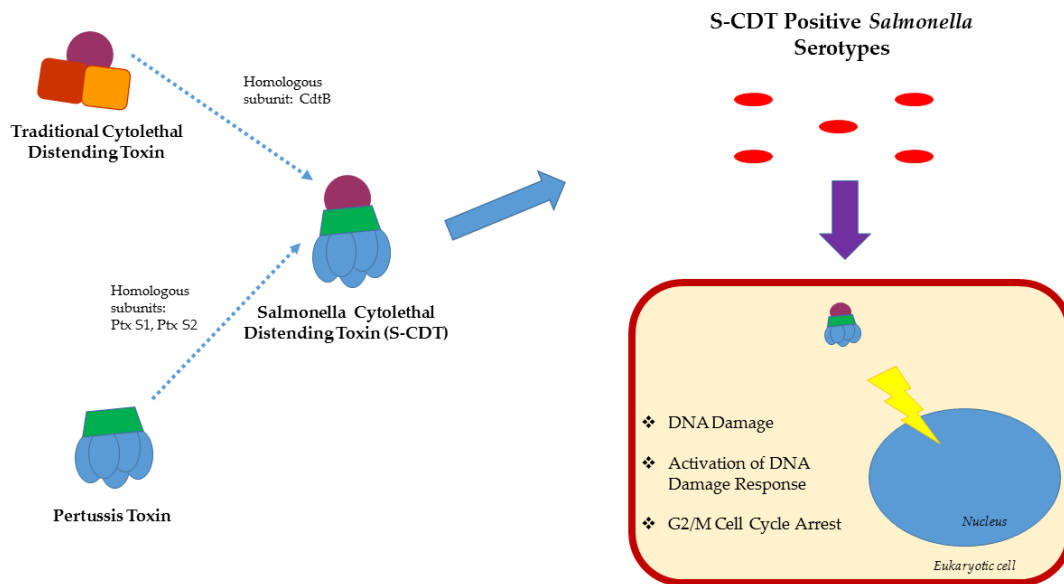 Homologous
subunit: CdtB
Traditional Cytolethal
Distending Toxin
Homologous
subunits:
Ptx S1, Ptx S2
Salmonella Cytolethal
Distending Toxin (S-CDT)
Pertussis Toxin
S-CDT Positive Salmonella
Serotypes
❖ DNA Damage
❖ Activation of DNA
Damage Response
❖ G2/M Cell Cycle Arrest
Nucleus
Eukaryotic cell